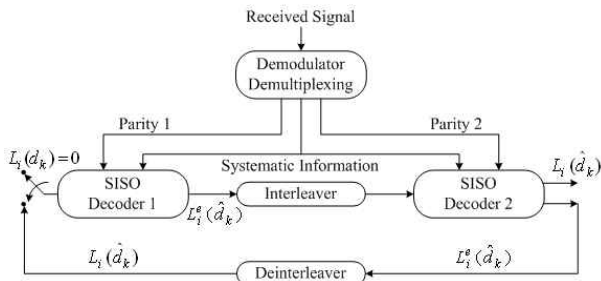 Received Signal
Demodulator
Demultiplexing
Parity 1
Parity 2
L_i(d_k)=0
Systematic Information
L_i(d̂_k)
SISO
Decoder 1
Interleaver
SISO
Decoder 2
L_i^e(d̂_k)
L_i(d̂_k)
L_i^e(d̂_k)
Deinterleaver